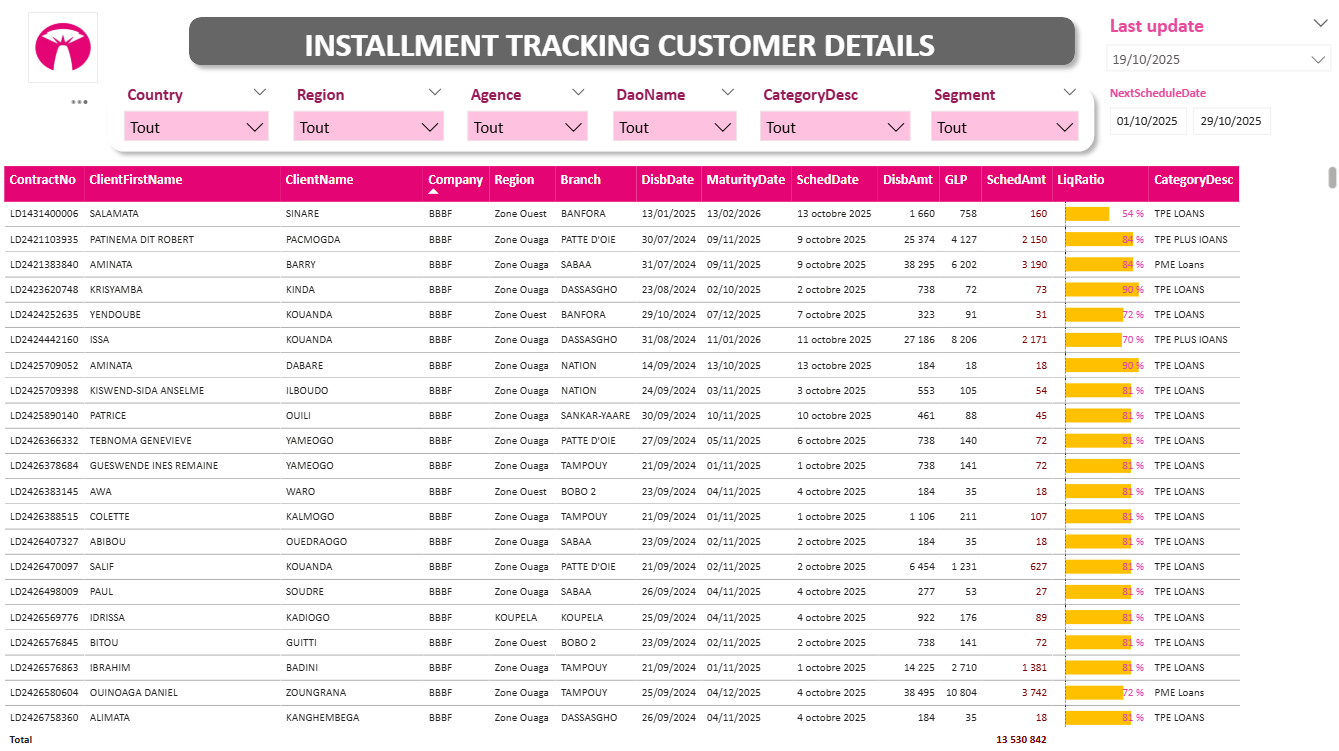 INSTALLMENT TRACKING CUSTOMER DETAILS
Last update
19/10/2025
NextScheduleDate
01/10/2025 29/10/2025
Country Region Agence DaoName CategoryDesc Segment
Tout Tout Tout Tout Tout Tout
ContractNo ClientFirstName ClientName Company Region Branch DisbDate MaturityDate SchedDate DisbAmt GLP SchedAmt LiqRatio CategoryDesc
LD1431400006 SALAMATA SINARE BBBF Zone Ouest BANFORA 13/01/2025 13/02/2026 13 octobre 2025 1 660 758 160 54 % TPE LOANS
LD2421103935 PATINEMA DIT ROBERT PACMOGDA BBBF Zone Ouaga PATTE D'OIE 30/07/2024 09/11/2025 9 octobre 2025 25 374 4 127 2 150 84 % TPE PLUS lOANS
LD2421383840 AMINATA BARRY BBBF Zone Ouaga SABAA 31/07/2024 09/11/2025 9 octobre 2025 38 295 6 202 3 190 84 % PME Loans
LD2423620748 KRISYAMBA KINDA BBBF Zone Ouaga DASSASGHO 23/08/2024 02/10/2025 2 octobre 2025 738 72 73 90 % TPE LOANS
LD2424252635 YENDOUBE KOUANDA BBBF Zone Ouest BANFORA 29/10/2024 07/12/2025 7 octobre 2025 323 91 31 72 % TPE LOANS
LD2424442160 ISSA KOUANDA BBBF Zone Ouaga DASSASGHO 31/08/2024 11/01/2026 11 octobre 2025 27 186 8 206 2 171 70 % TPE PLUS lOANS
LD2425709052 AMINATA DABARE BBBF Zone Ouaga NATION 14/09/2024 13/10/2025 13 octobre 2025 184 18 18 90 % TPE LOANS
LD2425709398 KISWEND-SIDA ANSELME ILBOUDO BBBF Zone Ouaga NATION 24/09/2024 03/11/2025 3 octobre 2025 553 105 54 81 % TPE LOANS
LD2425890140 PATRICE OUILI BBBF Zone Ouaga SANKAR-YAARE 30/09/2024 10/11/2025 10 octobre 2025 461 88 45 81 % TPE LOANS
LD2426366332 TEBNOMA GENEVIEVE YAMEOGO BBBF Zone Ouaga PATTE D'OIE 27/09/2024 05/11/2025 6 octobre 2025 738 140 72 81 % TPE LOANS
LD2426378684 GUESWENDE INES REMAINE YAMEOGO BBBF Zone Ouaga TAMPOUY 21/09/2024 01/11/2025 1 octobre 2025 738 141 72 81 % TPE LOANS
LD2426383145 AWA WARO BBBF Zone Ouest BOBO 2 23/09/2024 04/11/2025 4 octobre 2025 184 35 18 81 % TPE LOANS
LD2426388515 COLETTE KALMOGO BBBF Zone Ouaga TAMPOUY 21/09/2024 01/11/2025 1 octobre 2025 1 106 211 107 81 % TPE LOANS
LD2426407327 ABIBOU OUEDRAOGO BBBF Zone Ouaga SABAA 23/09/2024 02/11/2025 2 octobre 2025 184 35 18 81 % TPE LOANS
LD2426470097 SALIF KOUANDA BBBF Zone Ouaga PATTE D'OIE 21/09/2024 02/11/2025 2 octobre 2025 6 454 1 231 627 81 % TPE LOANS
LD2426498009 PAUL SOUDRE BBBF Zone Ouaga SABAA 26/09/2024 04/11/2025 4 octobre 2025 277 53 27 81 % TPE LOANS
LD2426569776 IDRISSA KADIOGO BBBF KOUPELA KOUPELA 25/09/2024 04/11/2025 4 octobre 2025 922 176 89 81 % TPE LOANS
LD2426576845 BITOU GUITTI BBBF Zone Ouest BOBO 2 23/09/2024 02/11/2025 2 octobre 2025 738 141 72 81 % TPE LOANS
LD2426576863 IBRAHIM BADINI BBBF Zone Ouaga TAMPOUY 21/09/2024 01/11/2025 1 octobre 2025 14 225 2 710 1 381 81 % TPE LOANS
LD2426580604 OUINOAGA DANIEL ZOUNGRANA BBBF Zone Ouaga TAMPOUY 25/09/2024 04/12/2025 4 octobre 2025 38 495 10 804 3 742 72 % PME Loans
LD2426758360 ALIMATA KANGHEMBEGA BBBF Zone Ouaga DASSASGHO 26/09/2024 04/11/2025 4 octobre 2025 184 35 18 81 % TPE LOANS
Total 13 530 842